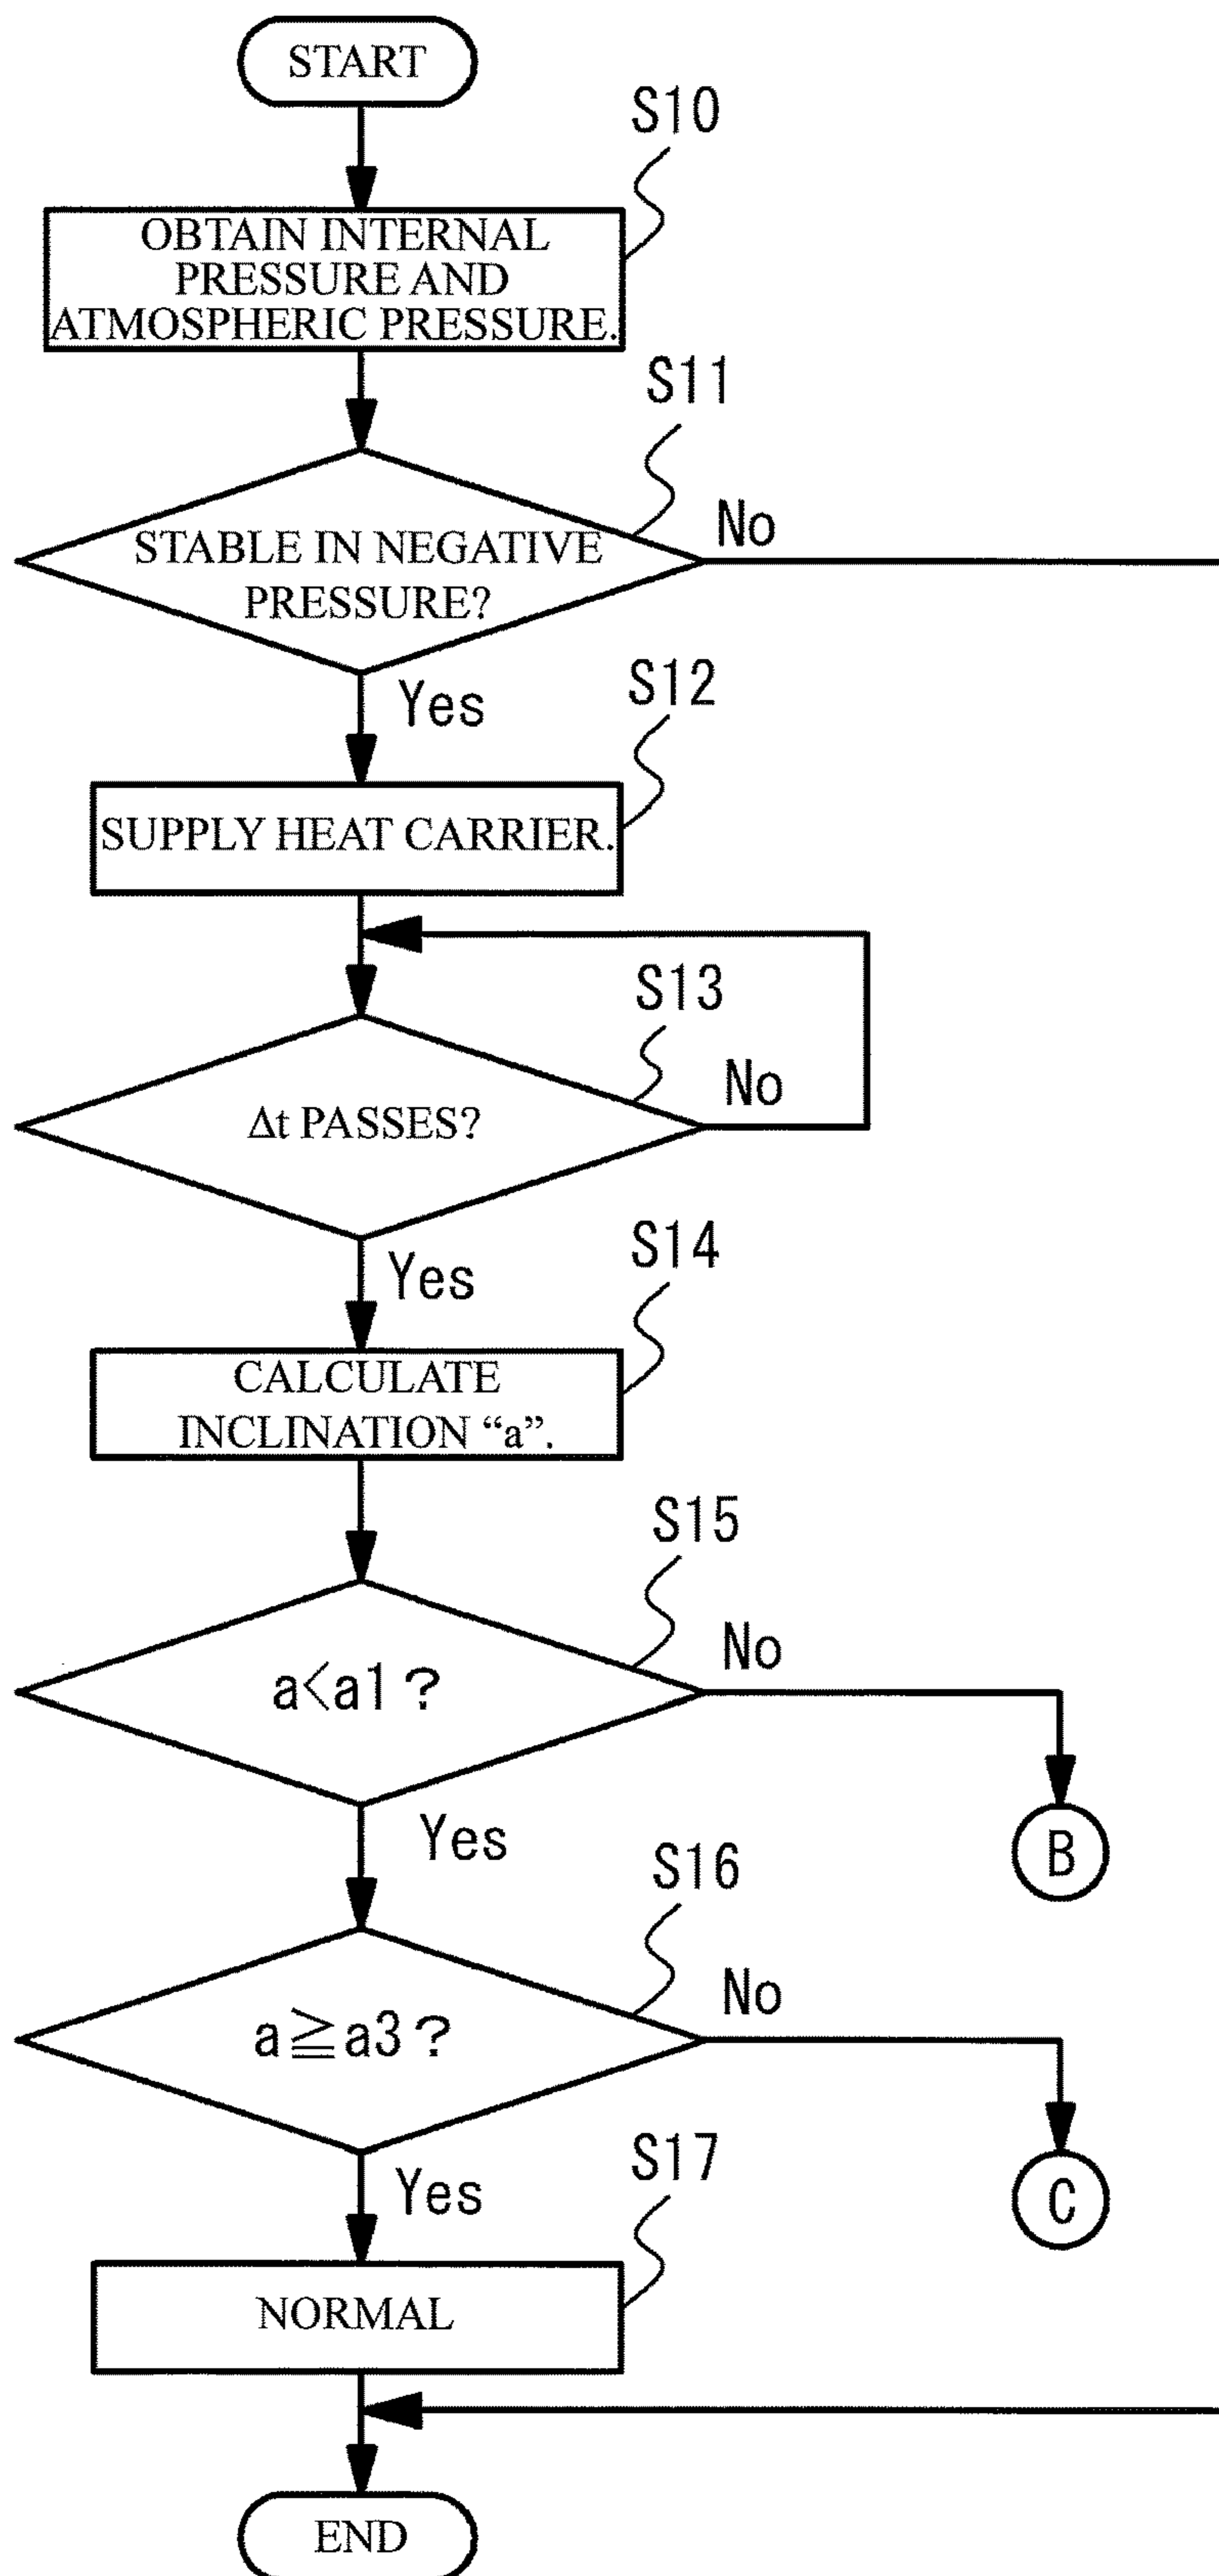 START
S10
OBTAIN INTERNAL
PRESSURE AND
ATMOSPHERIC PRESSURE.
S11
STABLE IN NEGATIVE
PRESSURE?
No
Yes
S12
SUPPLY HEAT CARRIER.
S13
Δt PASSES?
No
Yes
S14
CALCULATE
INCLINATION “a”.
S15
a<a1?
No
B
Yes
S16
a≧a3?
No
C
Yes
S17
NORMAL
END